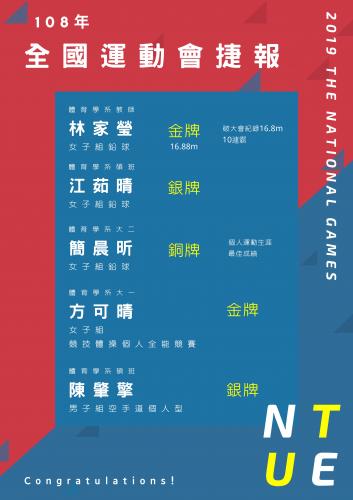 108年
全國運動會捷報
2019 THE NATIONAL GAMES
體育學系教師
林家瑩 金牌 破大會紀錄16.8m
女子組鉛球 16.88m 10連霸
體育學系碩班
江茹晴 銀牌
女子組鉛球
體育學系大二
簡晨昕 銅牌 個人運動生涯
女子組鉛球 最佳成績
體育學系大一
方可晴 金牌
女子組
競技體操個人全能競賽
體育學系碩班
陳肇擎 銀牌
男子組空手道個人型
NT
UE
Congratulations!